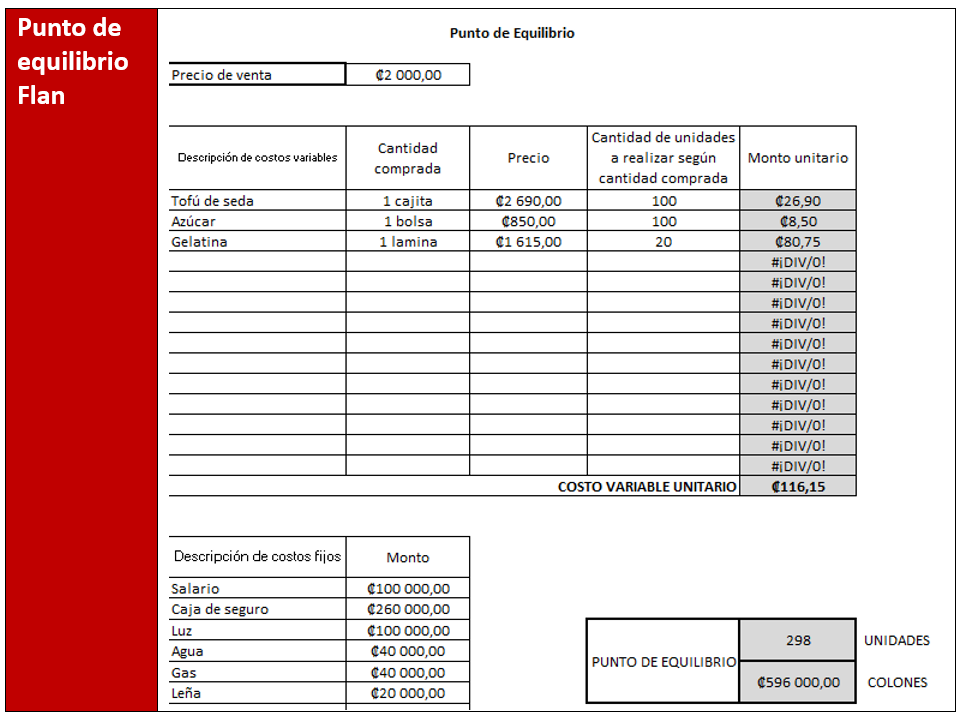 Punto de
equilibrio
Flan
Punto de Equilibrio
Precio de venta ₡2 000,00
Descripción de costos variables
Cantidad
comprada
Precio
Cantidad de unidades
a realizar según
cantidad comprada
Monto unitario
Tofú de seda 1 cajita ₡2 690,00 100 ₡26,90
Azúcar 1 bolsa ₡850,00 100 ₡8,50
Gelatina 1 lamina ₡1 615,00 20 ₡80,75
#¡DIV/0!
#¡DIV/0!
#¡DIV/0!
#¡DIV/0!
#¡DIV/0!
#¡DIV/0!
#¡DIV/0!
#¡DIV/0!
#¡DIV/0!
#¡DIV/0!
#¡DIV/0!
COSTO VARIABLE UNITARIO ₡116,15
Descripción de costos fijos Monto
Salario ₡100 000,00
Caja de seguro ₡260 000,00
Luz ₡100 000,00
Agua ₡40 000,00
Gas ₡40 000,00
Leña ₡20 000,00
PUNTO DE EQUILIBRIO
298 UNIDADES
₡596 000,00 COLONES